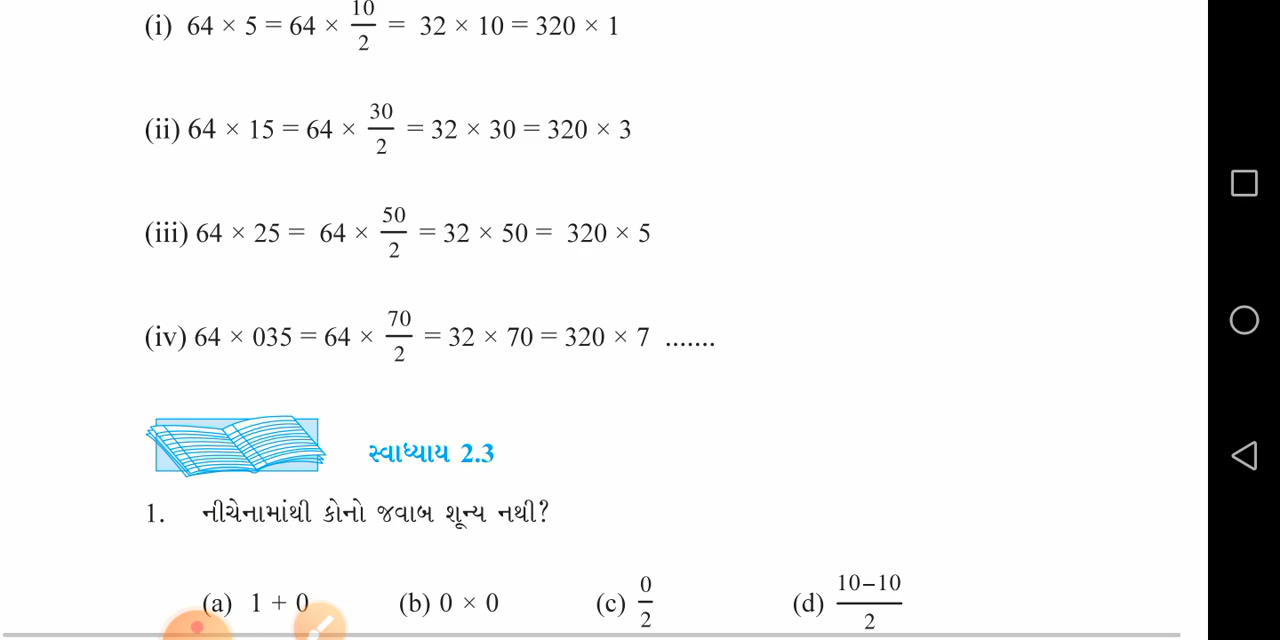 (i) 64 × 5 = 64 × 10/2 = 32 × 10 = 320 × 1
(ii) 64 × 15 = 64 × 30/2 = 32 × 30 = 320 × 3
(iii) 64 × 25 = 64 × 50/2 = 32 × 50 = 320 × 5
(iv) 64 × 035 = 64 × 70/2 = 32 × 70 = 320 × 7 .......
સ્વાધ્યાય 2.3
1. નીચેનામાંથી કોનો જવાબ શૂન્ય નથી?
(a) 1 + 0 (b) 0 × 0 (c) 0/2 (d) 10–10/2